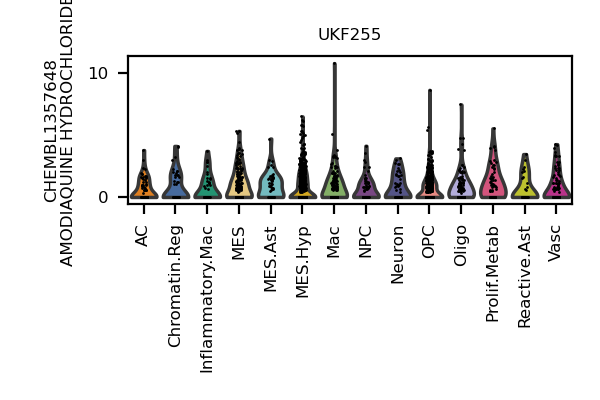 UKF255
CHEMBL1357648
AMODIAQUINE HYDROCHLORIDE
10
0
AC
Chromatin.Reg
Inflammatory.Mac
MES
MES.Ast
MES.Hyp
Mac
NPC
Neuron
OPC
Oligo
Prolif.Metab
Reactive.Ast
Vasc